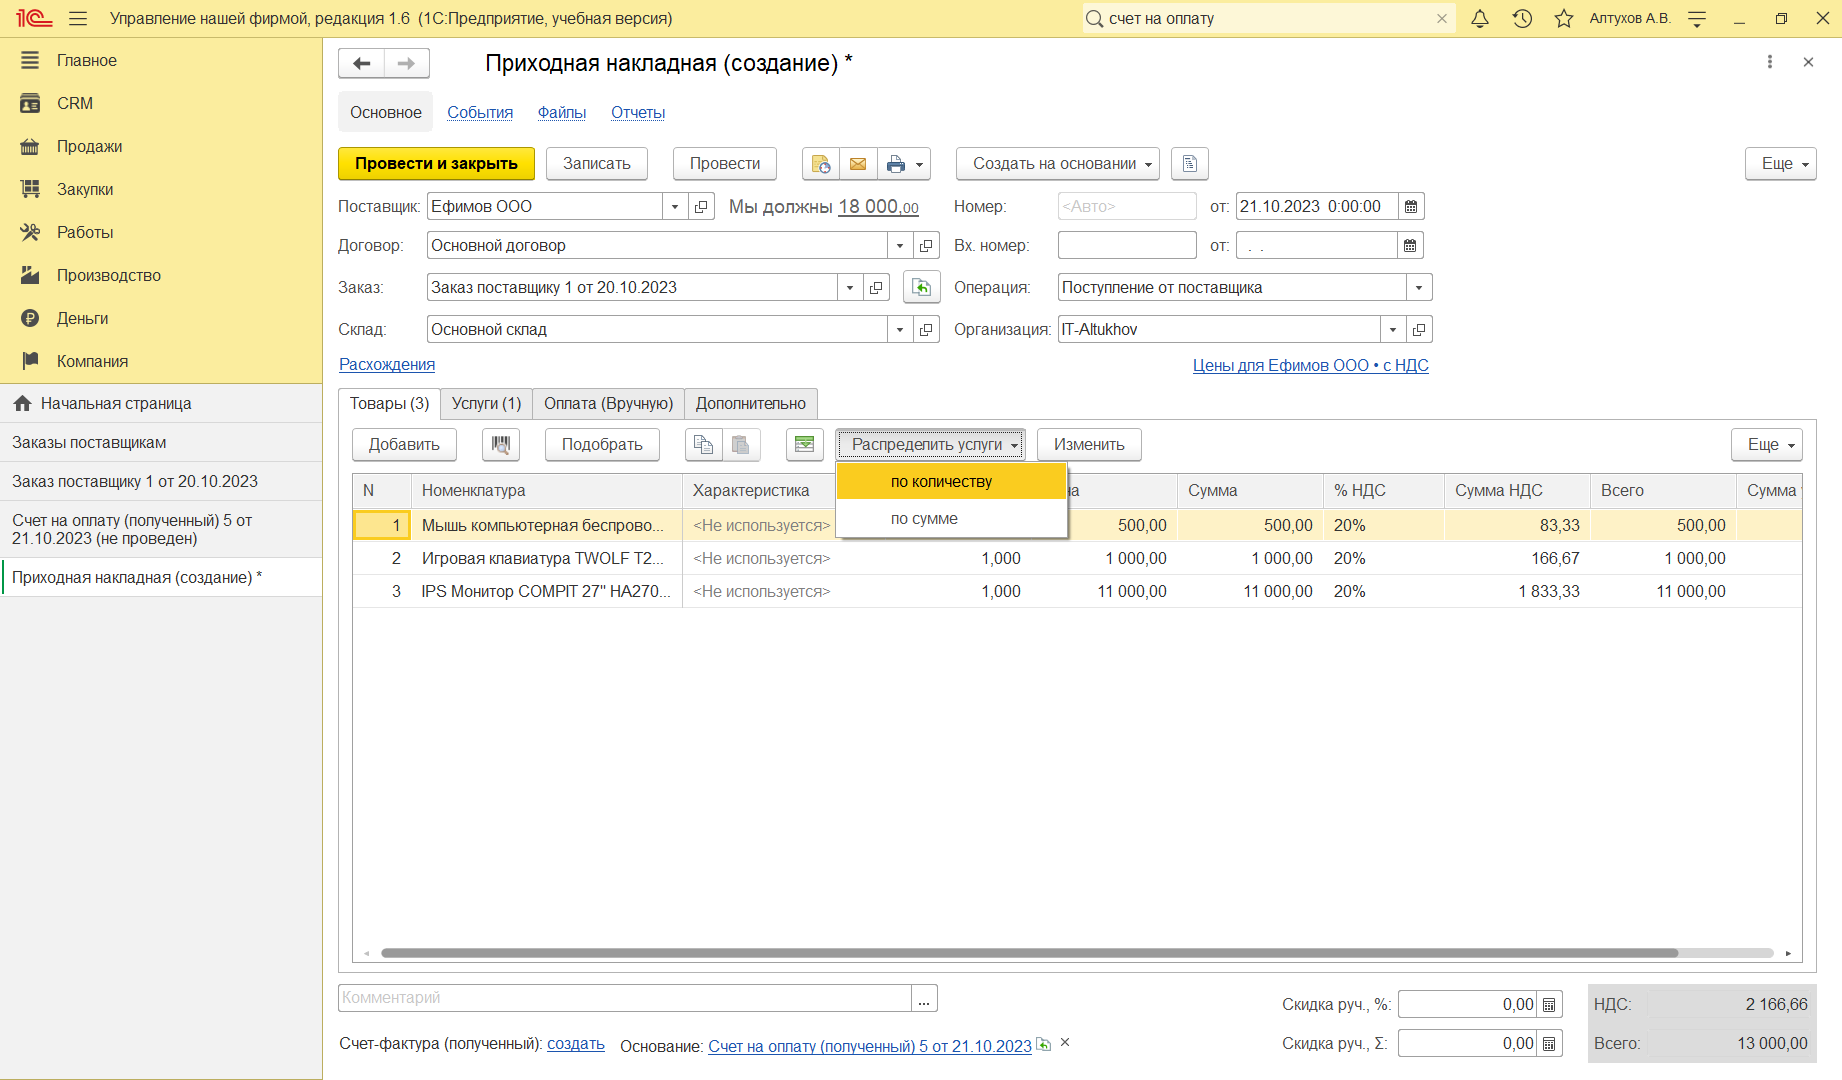 1С Управление нашей фирмой, редакция 1.6 (1С:Предприятие, учебная версия)
счет на оплату
Алтухов А.В.
Главное
CRM
Продажи
Закупки
Работы
Производство
Деньги
Компания
Начальная страница
Заказы поставщикам
Заказ поставщику 1 от 20.10.2023
Счет на оплату (полученный) 5 от
21.10.2023 (не проведен)
Приходная накладная (создание) *
Приходная накладная (создание) *
Основное События Файлы Отчеты
Провести и закрыть Записать Провести Создать на основании Еще
Поставщик: Ефимов ООО Мы должны 18 000,00 Номер: <Авто> от: 21.10.2023 0:00:00
Договор: Основной договор Вх. номер: от: . .
Заказ: Заказ поставщику 1 от 20.10.2023 Операция: Поступление от поставщика
Склад: Основной склад Организация: IT-Altukhov
Расхождения Цены для Ефимов ООО • с НДС
Товары (3) Услуги (1) Оплата (Вручную) Дополнительно
Добавить Подобрать Распределить услуги Изменить Еще
по количеству
по сумме
N Номенклатура Характеристика на Сумма % НДС Сумма НДС Всего Сумма
1 Мышь компьютерная беспрово... <Не используется> 500,00 500,00 20% 83,33 500,00
2 Игровая клавиатура TWOLF T2... <Не используется> 1,000 1 000,00 1 000,00 20% 166,67 1 000,00
3 IPS Монитор COMPIT 27" HA270... <Не используется> 1,000 11 000,00 11 000,00 20% 1 833,33 11 000,00
Комментарий ...
Скидка руч., %: 0,00 НДС: 2 166,66
Счет-фактура (полученный): создать Основание: Счет на оплату (полученный) 5 от 21.10.2023
Скидка руч., Σ: 0,00 Всего: 13 000,00